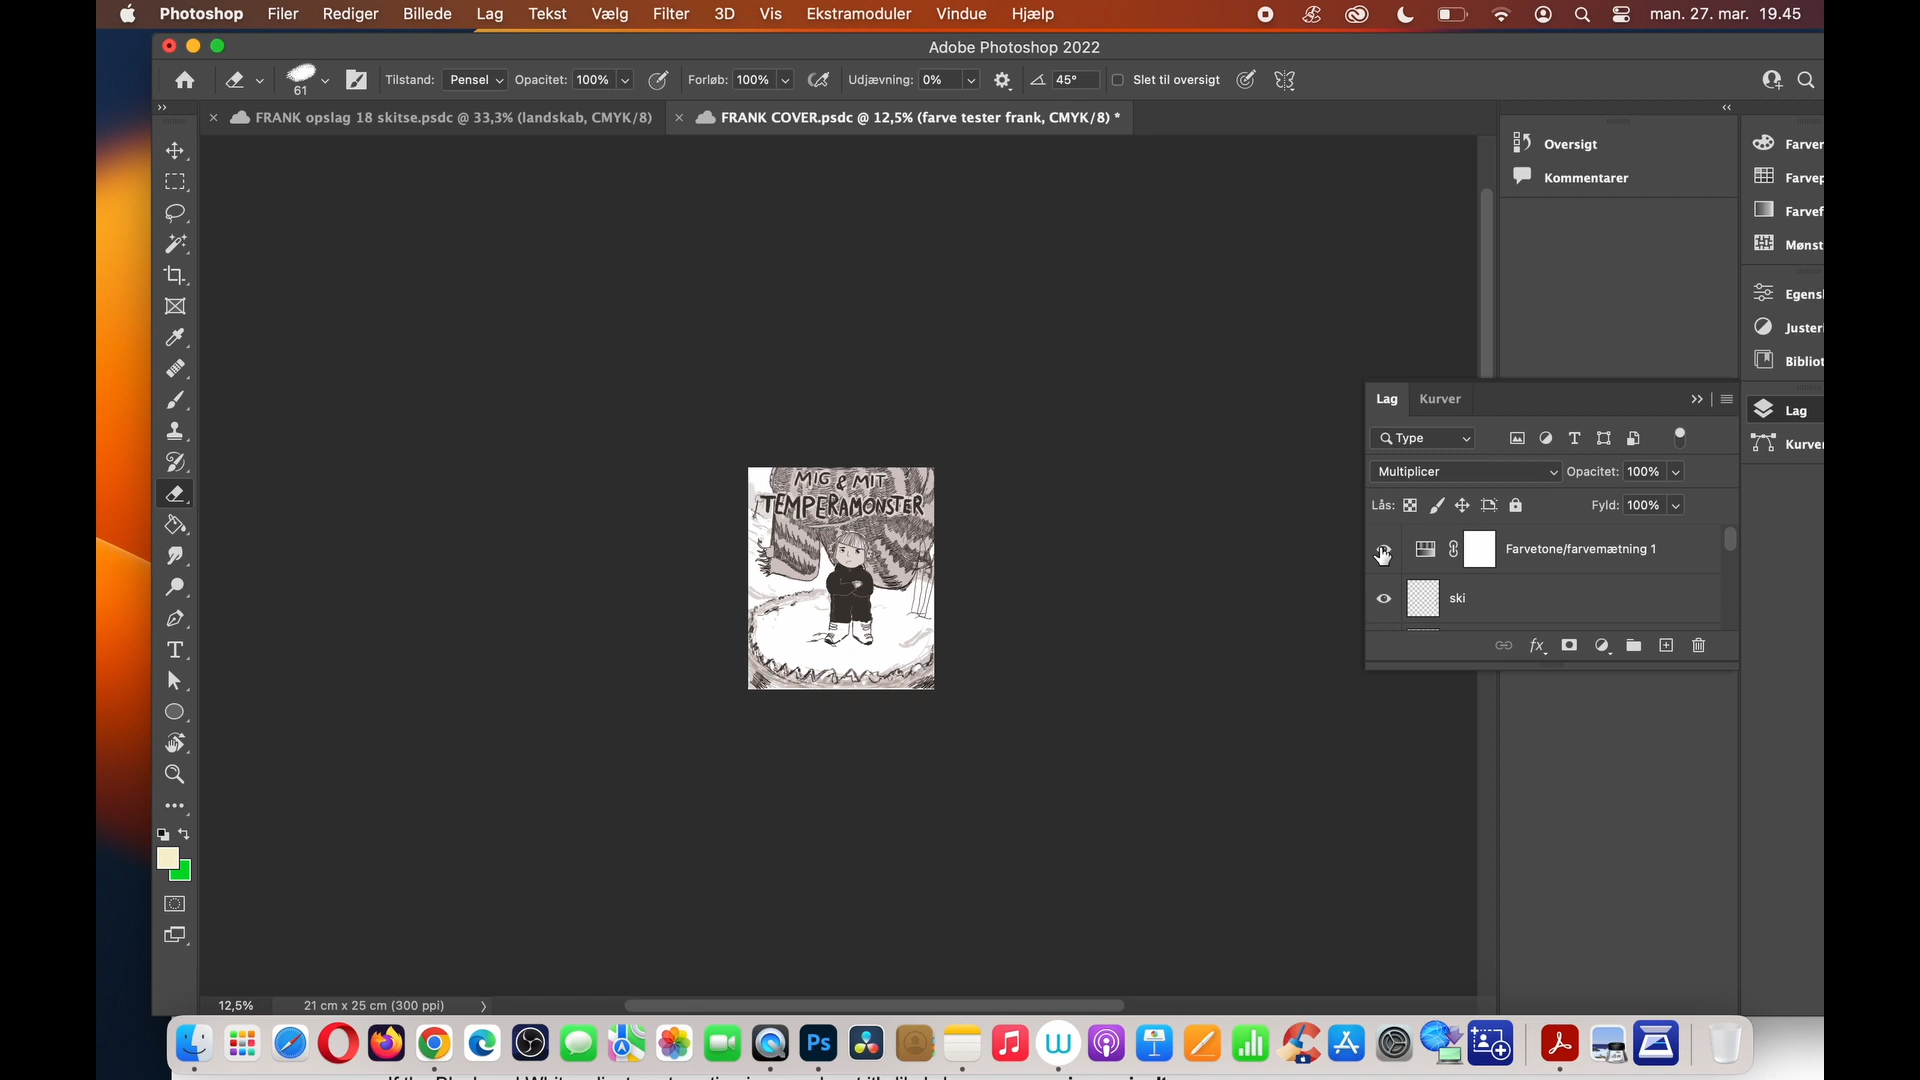 Photoshop Filer Rediger Billede Lag Tekst Vælg Filter 3D Vis Ekstramoduler Vindue Hjælp man. 27. mar. 19.45
Adobe Photoshop 2022
61 Tilstand: Pensel Opacitet: 100% Forløb: 100% Udjævning: 0% 45° Slet til oversigt
FRANK opslag 18 skitse.psdc @ 33,3% (landskab, CMYK/8) FRANK COVER.psdc @ 12,5% (farve tester frank, CMYK/8) *
Oversigt
Kommentarer
Farver
Farvep
Farvef
Mønst
Egens
Justeri
Bibliot
Lag
Kurver
Lag Kurver
Type
Multiplicer Opacitet: 100%
Lås: Fyld: 100%
Farvetone/farvemætning 1
ski
fx
MIG & MIT
TEMPERAMONSTER
12,5% 21 cm x 25 cm (300 ppi)
Ps